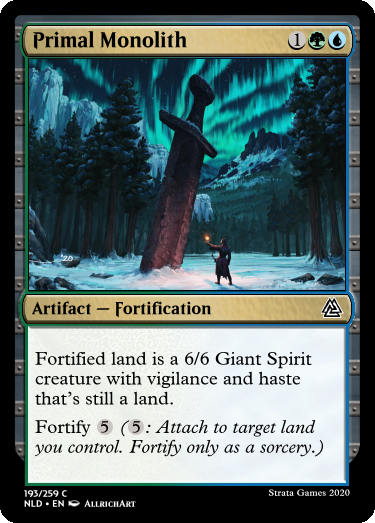 Primal Monolith 1
'20
Artifact — Fortification
Fortified land is a 6/6 Giant Spirit
creature with vigilance and haste
that's still a land.
Fortify 5 (5: Attach to target land
you control. Fortify only as a sorcery.)
193/259 C
NLD • EN AllrichArt
Strata Games 2020